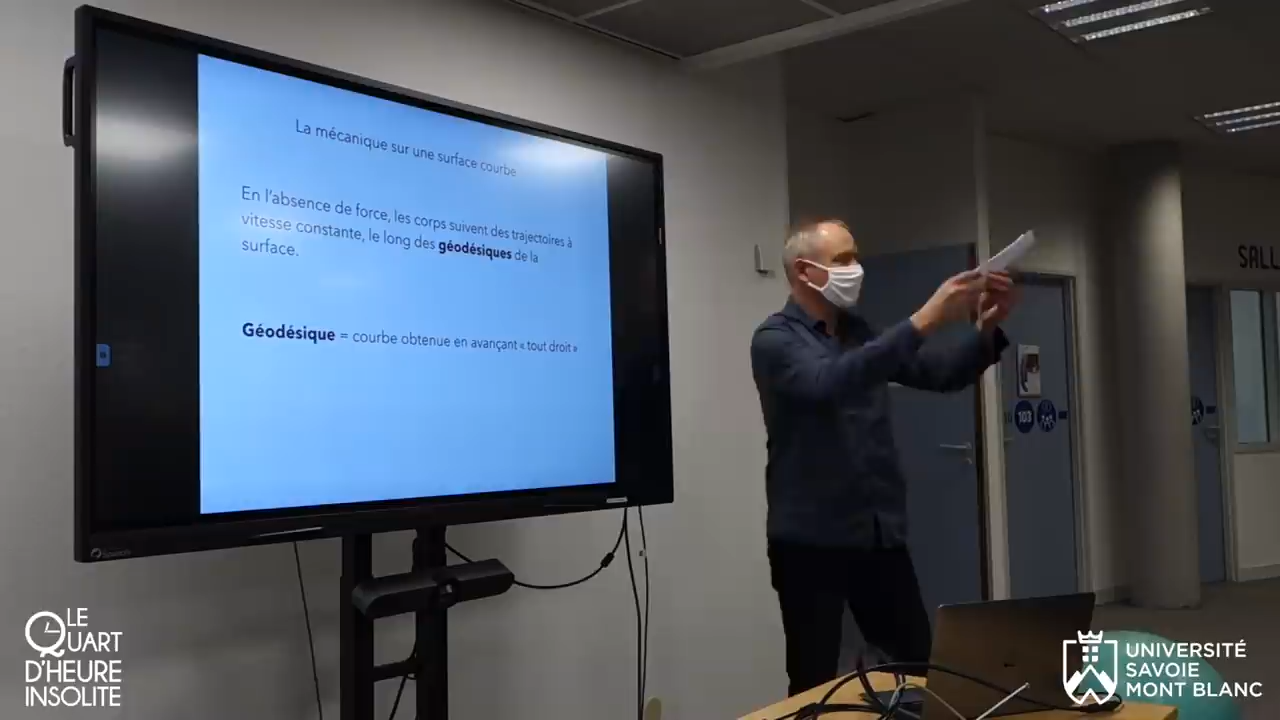 La mécanique sur une surface courbe
En l'absence de force, les corps suivent des trajectoires à
vitesse constante, le long des géodésiques de la
surface.
Géodésique = courbe obtenue en avançant « tout droit »
SALL
103
LE
QUART
D'HEURE
INSOLITE
UNIVERSITÉ
SAVOIE
MONT BLANC